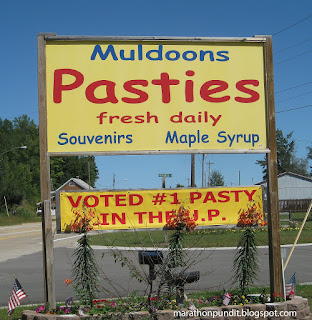 Muldoons
Pasties
fresh daily
Souvenirs Maple Syrup
VOTED #1 PASTY
IN THE U.P.
marathonpundit.blogspot.com